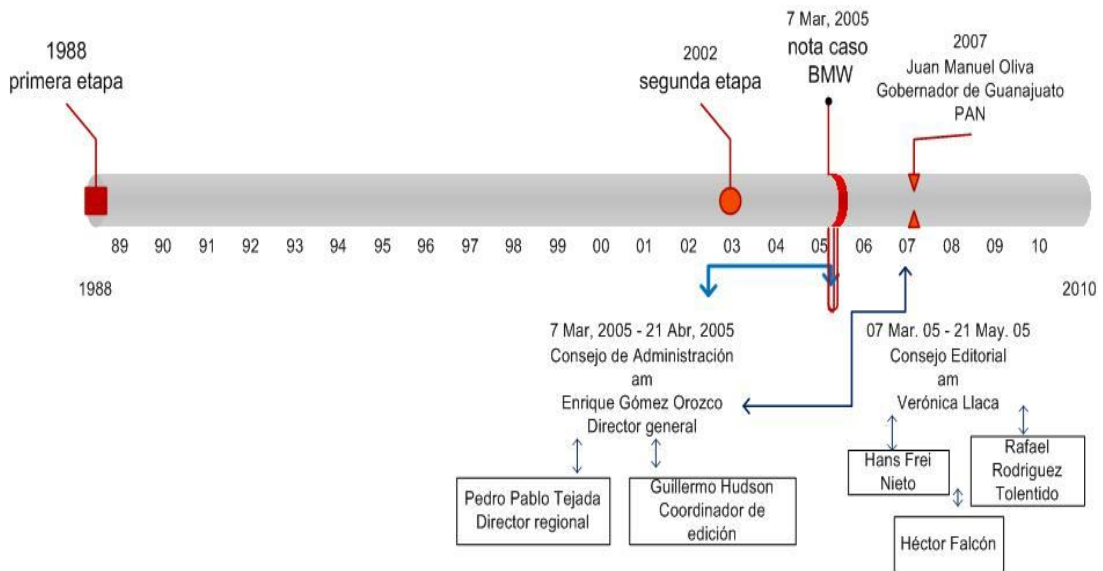 7 Mar, 2005
nota caso
BMW
1988
primera etapa
2002
segunda etapa
2007
Juan Manuel Oliva
Gobernador de Guanajuato
PAN
89 90 91 92 93 94 95 96 97 98 99 00 01 02 03 04 05 06 07 08 09 10
1988
2010
7 Mar, 2005 - 21 Abr, 2005
Consejo de Administración
am
Enrique Gómez Orozco
Director general
07 Mar. 05 - 21 May. 05
Consejo Editorial
am
Verónica Llaca
Pedro Pablo Tejada
Director regional
Guillermo Hudson
Coordinador de
edición
Hans Frei
Nieto
Rafael
Rodriguez
Tolentido
Héctor Falcón